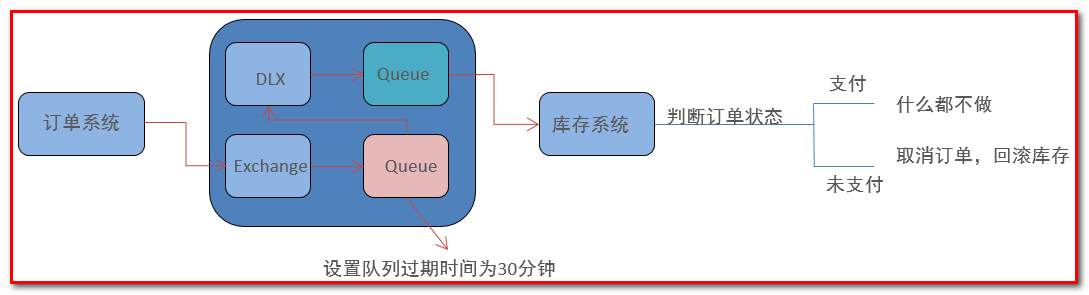 订单系统
DLX
Queue
Exchange
Queue
设置队列过期时间为30分钟
库存系统
判断订单状态
支付
什么都不做
未支付
取消订单，回滚库存